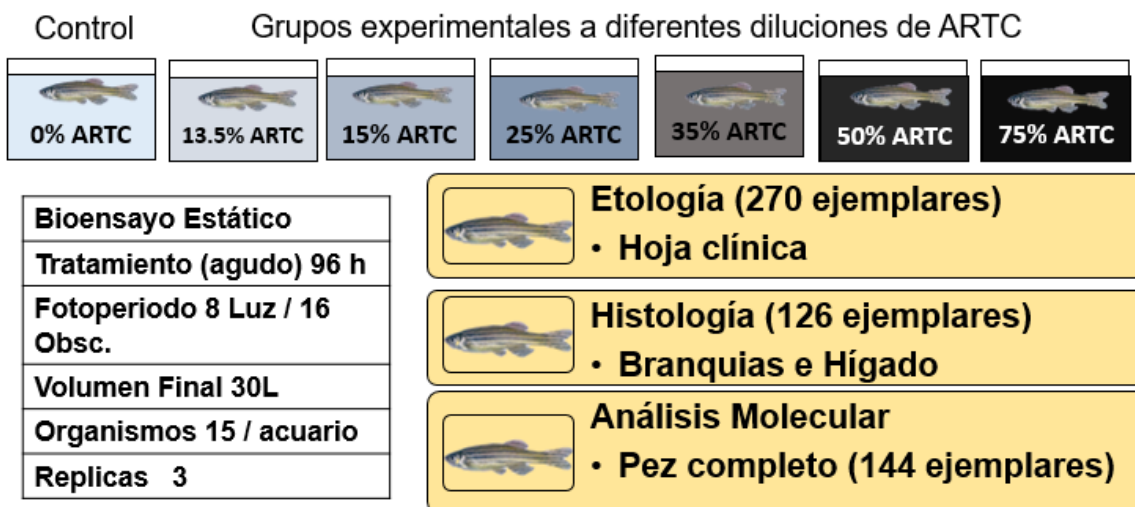 Control
Grupos experimentales a diferentes diluciones de ARTC
0% ARTC
13.5% ARTC
15% ARTC
25% ARTC
35% ARTC
50% ARTC
75% ARTC
Bioensayo Estático
Tratamiento (agudo) 96 h
Fotoperiodo 8 Luz / 16
Obsc.
Volumen Final 30L
Organismos 15 / acuario
Replicas 3
Etología (270 ejemplares)
• Hoja clínica
Histología (126 ejemplares)
• Branquias e Hígado
Análisis Molecular
• Pez completo (144 ejemplares)